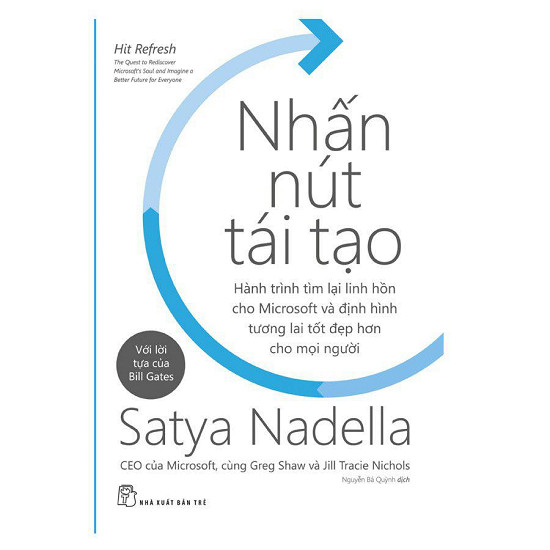 Hit Refresh
The Quest to Rediscover
Microsoft's Soul and Imagine a
Better Future for Everyone
Nhấn
nút
tái tạo
Hành trình tìm lại linh hồn
cho Microsoft và định hình
tương lai tốt đẹp hơn
cho mọi người
Với lời
tựa của
Bill Gates
Satya Nadella
CEO của Microsoft, cùng Greg Shaw và Jill Tracie Nichols
Nguyễn Bá Quỳnh dịch
NHÀ XUẤT BẢN TRẺ